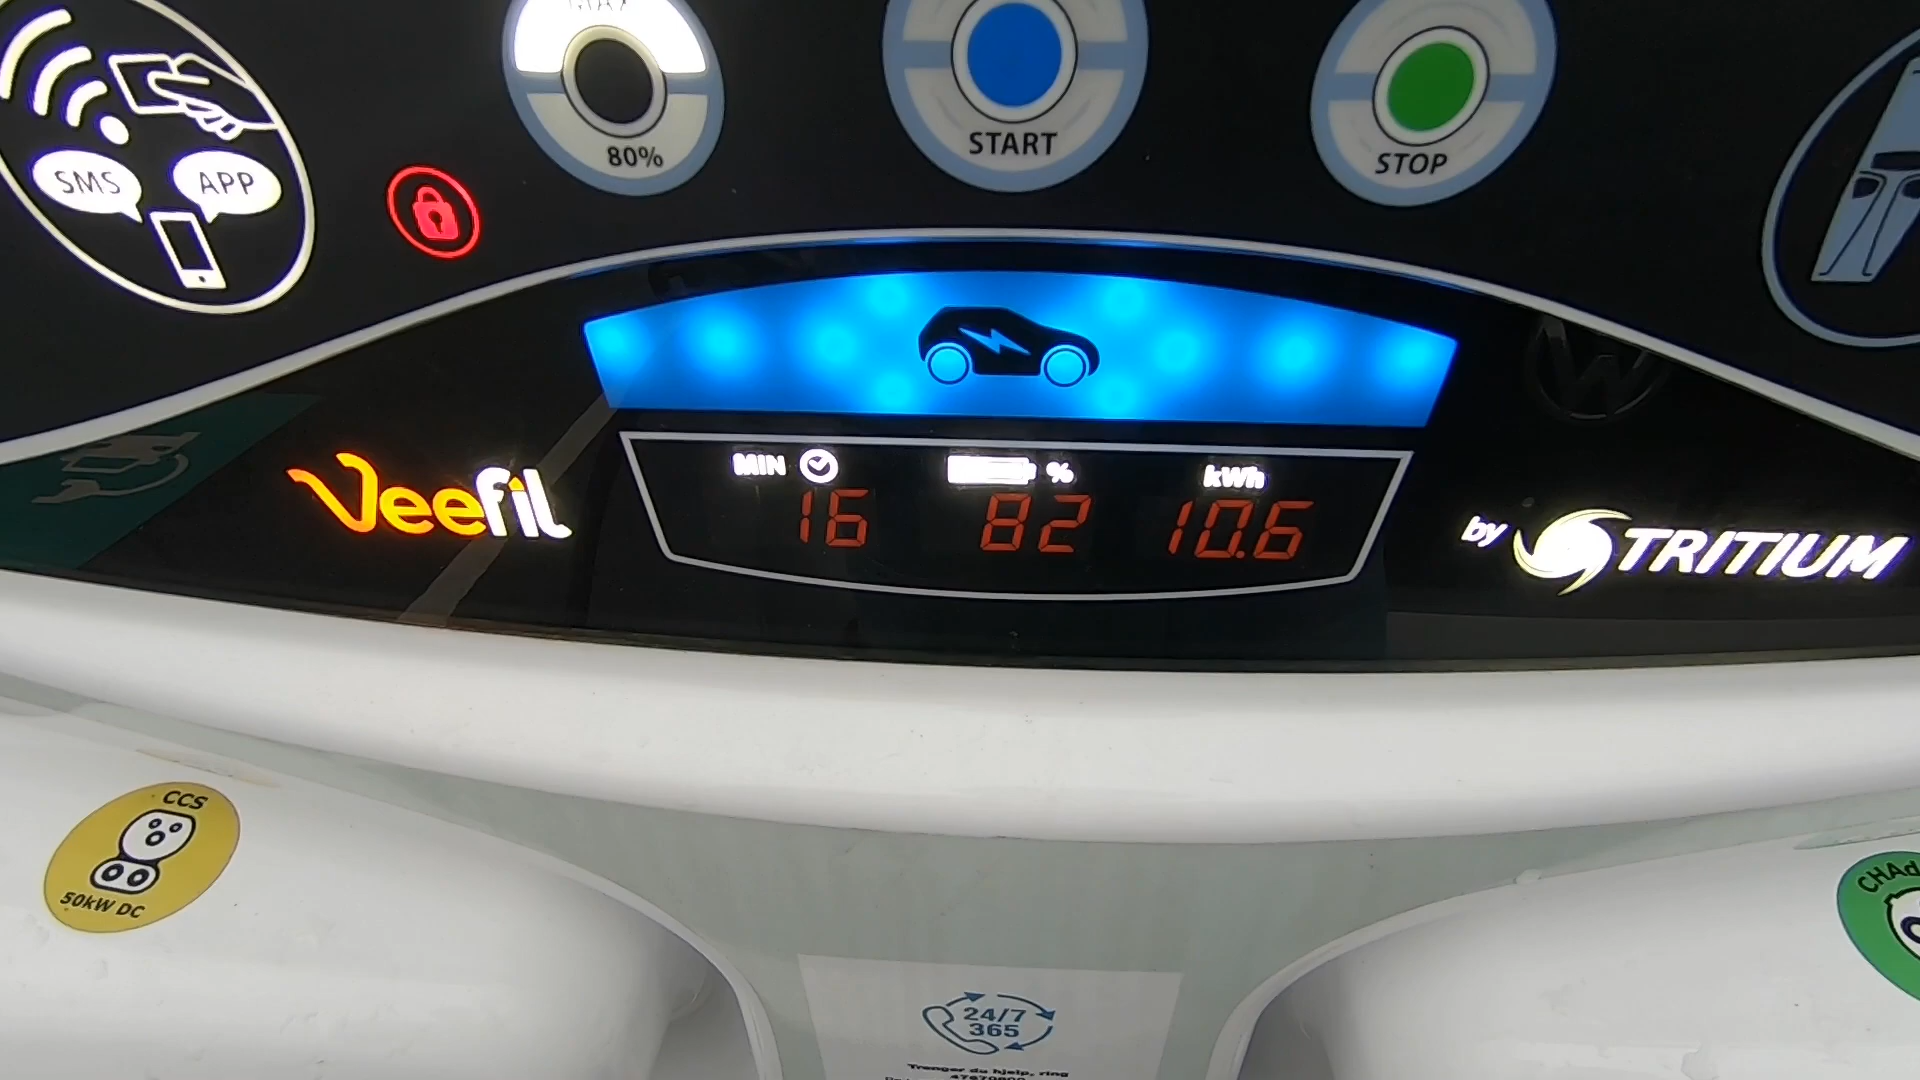 MAX
80%
START
STOP
SMS
APP
Veefil
MIN
%
kWh
16
82
10.6
by
TRITIUM
CCS
50kW DC
24/7
365
Trenger du hjelp, ring